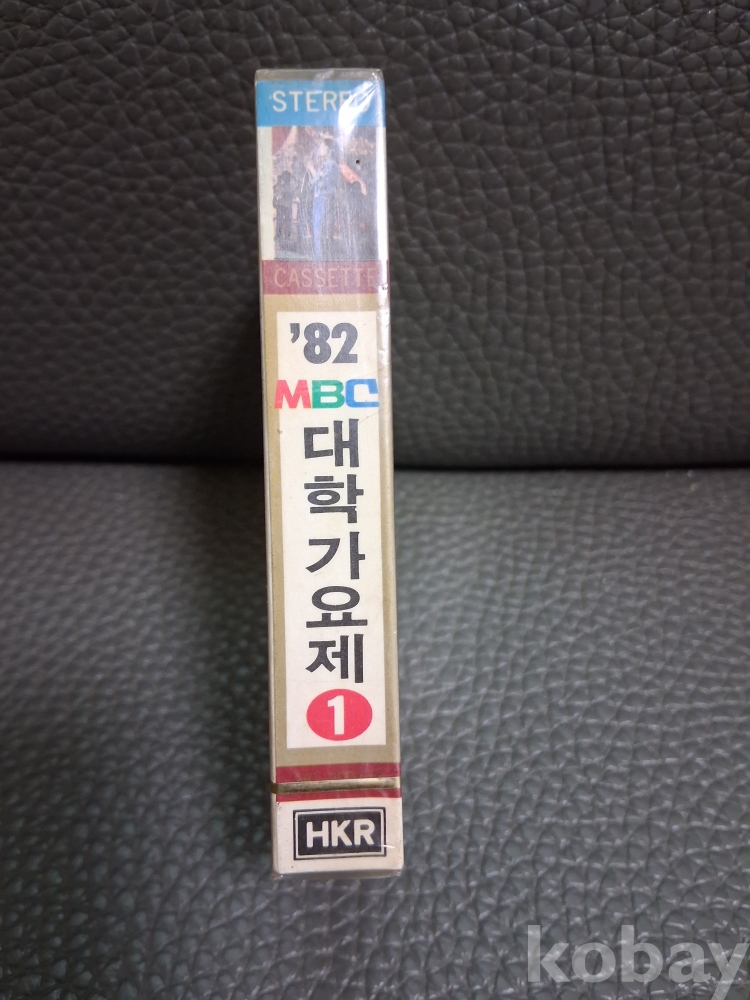 STEREO
CASSETTE
'82
MBC
대학가요제
1
HKR
kobay